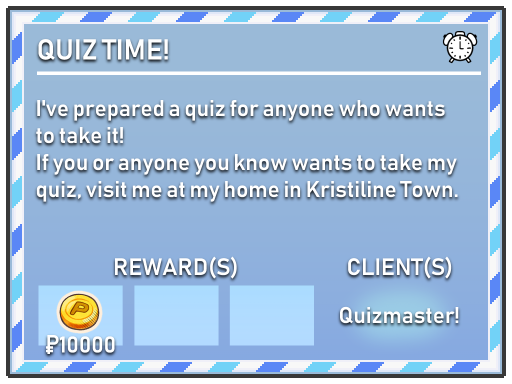 QUIZ TIME!
I've prepared a quiz for anyone who wants
to take it!
If you or anyone you know wants to take my
quiz, visit me at my home in Kristiline Town.
REWARD(S) CLIENT(S)
Quizmaster!
₽10000